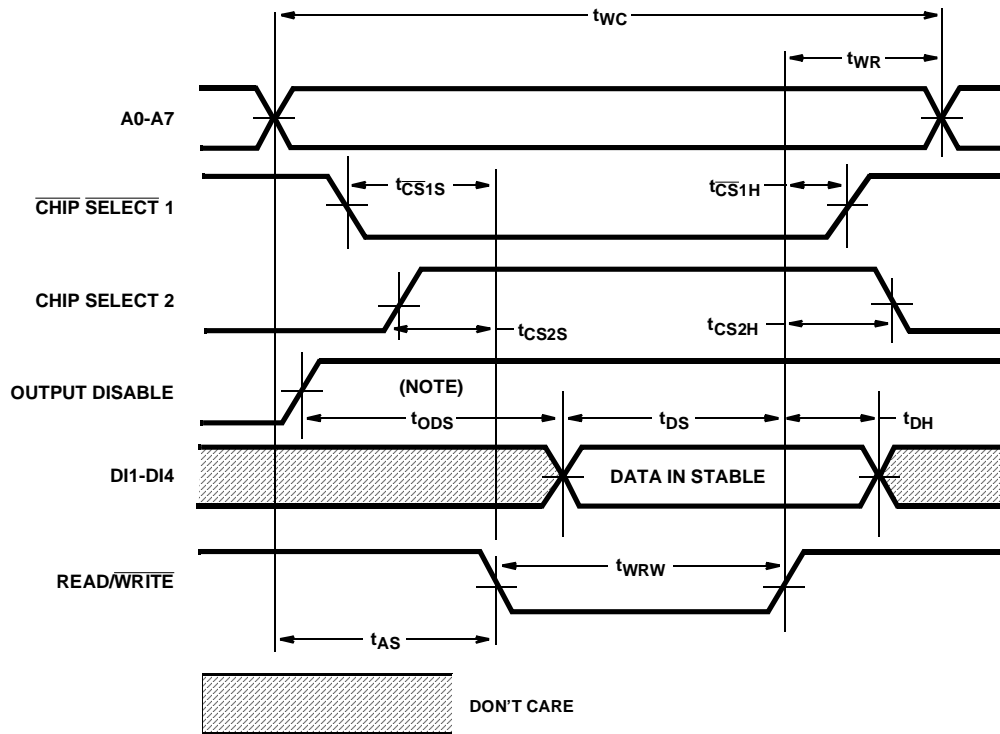 tWC
tWR
A0-A7
tCS1S
tCS1H
CHIP SELECT 1
CHIP SELECT 2
tCS2S
tCS2H
OUTPUT DISABLE
(NOTE)
tODS
tDS
tDH
DI1-DI4
DATA IN STABLE
READ/WRITE
tWRW
tAS
DON'T CARE